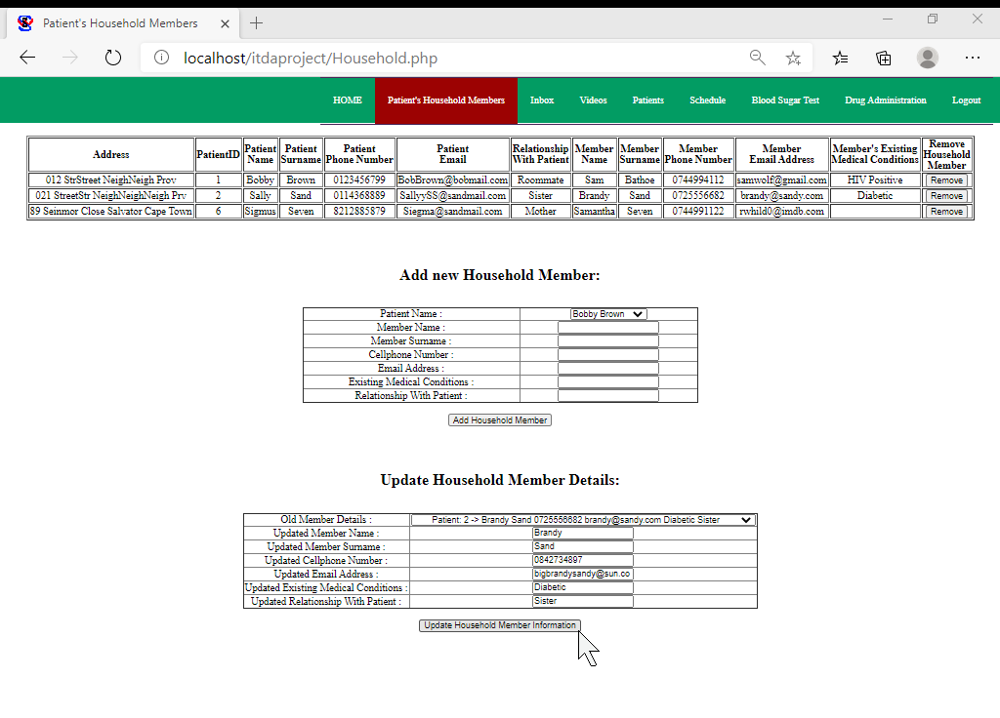 Patient's Household Members
localhost/itdaproject/Household.php
HOME Patient's Household Members Inbox Videos Patients Schedule Blood Sugar Test Drug Administration Logout
Address PatientID Patient Name Patient Surname Patient Phone Number Patient Email Relationship With Patient Member Name Member Surname Member Phone Number Member Email Address Member's Existing Medical Conditions Remove Household Member
012 StrStreet NeighNeigh Prov 1 Bobby Brown 0123456799 BobBrown@bobmail.com Roommate Sam Bathoe 0744994112 samwolf@gmail.com HIV Positive Remove
021 StreetStr NeighNeighNeigh Prv 2 Sally Sand 0114368889 SallyySS@sandmail.com Sister Brandy Sand 0725556682 brandy@sandy.com Diabetic Remove
89 Seinmor Close Salvator Cape Town 6 Sigmus Seven 8212885879 Siegma@sandmail.com Mother Samantha Seven 0744991122 rwhild0@imdb.com Remove
Add new Household Member:
Patient Name : Bobby Brown
Member Name :
Member Surname :
Cellphone Number :
Email Address :
Existing Medical Conditions :
Relationship With Patient :
Add Household Member
Update Household Member Details:
Old Member Details : Patient: 2 -> Brandy Sand 0725556682 brandy@sandy.com Diabetic Sister
Updated Member Name : Brandy
Updated Member Surname : Sand
Updated Cellphone Number : 0842734897
Updated Email Address : bigbrandysandy@sun.co
Updated Existing Medical Conditions : Diabetic
Updated Relationship With Patient : Sister
Update Household Member Information